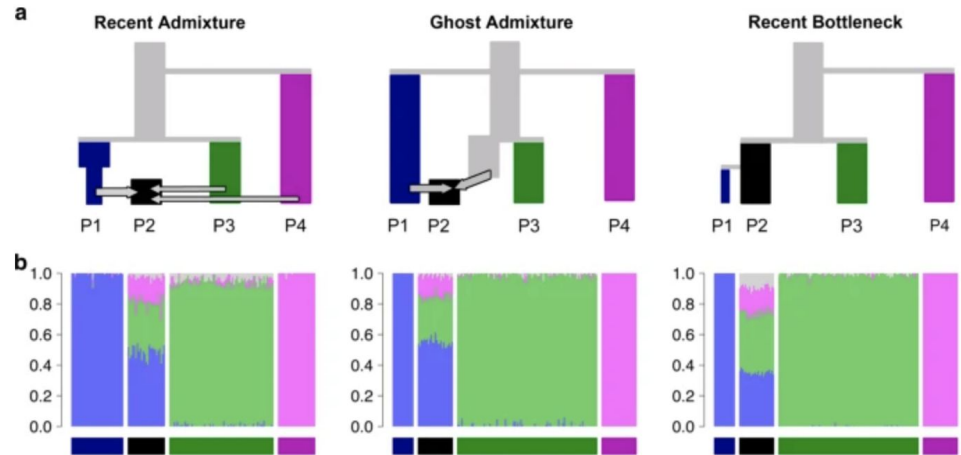 a
Recent Admixture Ghost Admixture Recent Bottleneck
P1 P2 P3 P4 P1 P2 P3 P4 P1 P2 P3 P4
b
1.0 1.0 1.0
0.8 0.8 0.8
0.6 0.6 0.6
0.4 0.4 0.4
0.2 0.2 0.2
0.0 0.0 0.0